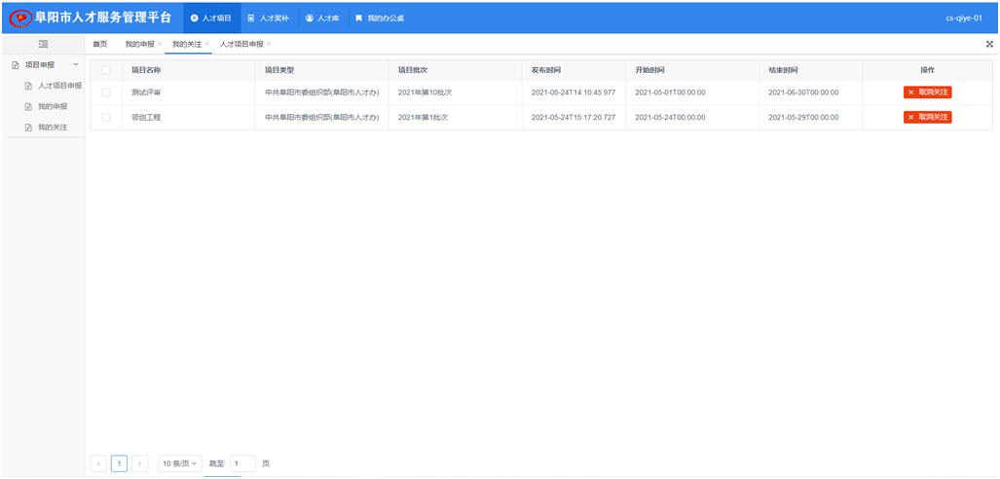 阜阳市人才服务管理平台 人才项目 人才奖补 人才库 我的办公桌 cs-qiye-01
首页 我的申报 × 我的关注 × 人才项目申报 ×
项目申报
人才项目申报
我的申报
我的关注
项目名称 项目类型 项目批次 发布时间 开始时间 结束时间 操作
测试评审 中共阜阳市委组织部(阜阳市人才办) 2021年第10批次 2021-05-24T14:10:45.977 2021-05-01T00:00:00 2021-06-30T00:00:00 × 取消关注
领创工程 中共阜阳市委组织部(阜阳市人才办) 2021年第1批次 2021-05-24T15:17:20.727 2021-05-24T00:00:00 2021-05-29T00:00:00 × 取消关注
< 1 > 10 条/页 跳至 1 页